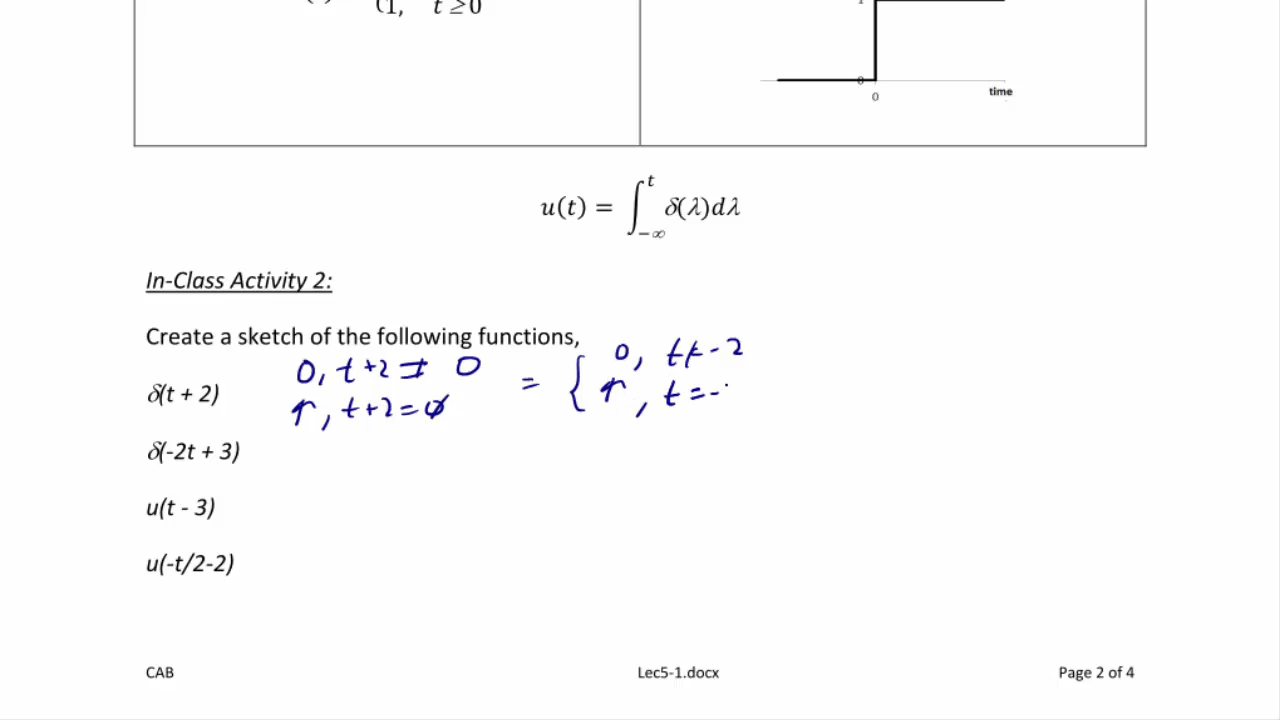 (1, t ≥0
1
0
0
time
u(t) = ∫_{-∞}^{t} δ(λ)dλ
In-Class Activity 2:
Create a sketch of the following functions,
δ(t + 2) 0, t+2 ≠ 0 = { 0, t≠-2
↑, t+2=0 ↑, t=-
δ(-2t + 3)
u(t - 3)
u(-t/2-2)
CAB Lec5-1.docx Page 2 of 4